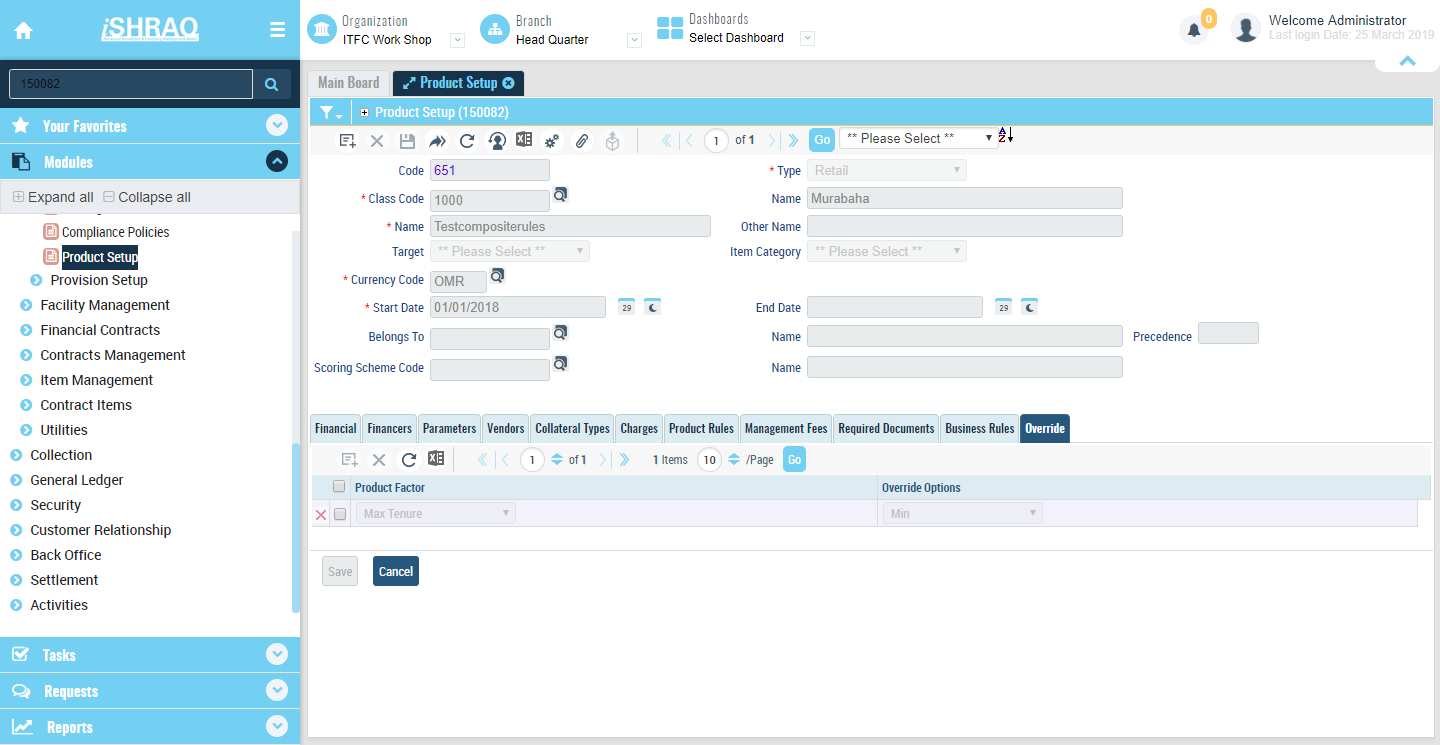 iSHRAQ
Organization
ITFC Work Shop
Branch
Head Quarter
Dashboards
Select Dashboard
0
Welcome Administrator
Last login Date: 25 March 2019
150082
Your Favorites
Modules
Expand all
Collapse all
Compliance Policies
Product Setup
Provision Setup
Facility Management
Financial Contracts
Contracts Management
Item Management
Contract Items
Utilities
Collection
General Ledger
Security
Customer Relationship
Back Office
Settlement
Activities
Tasks
Requests
Reports
Main Board
Product Setup
Product Setup (150082)
1 of 1 Go ** Please Select ** A Z
Code 651 * Type Retail
* Class Code 1000 Name Murabaha
* Name Testcompositerules Other Name
Target ** Please Select ** Item Category ** Please Select **
* Currency Code OMR
* Start Date 01/01/2018 29 End Date 29
Belongs To Name Precedence
Scoring Scheme Code Name
Financial Financers Parameters Vendors Collateral Types Charges Product Rules Management Fees Required Documents Business Rules Override
1 of 1 1 Items 10 /Page Go
Product Factor Override Options
Max Tenure Min
Save Cancel